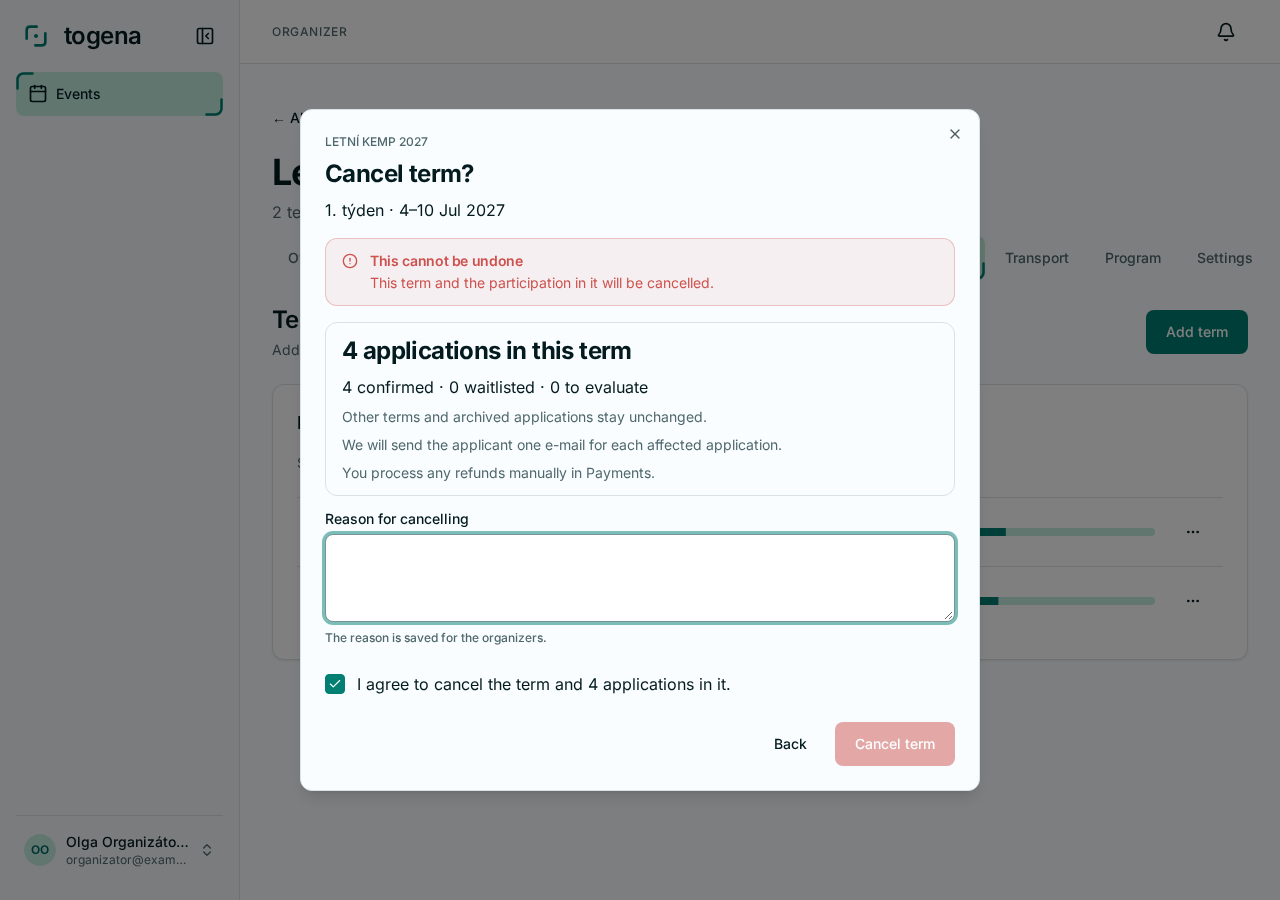 togena
ORGANIZER
Events
LETNÍ KEMP 2027
Cancel term?
1. týden · 4–10 Jul 2027
This cannot be undone
This term and the participation in it will be cancelled.
Transport
Program
Settings
Add term
4 applications in this term
4 confirmed · 0 waitlisted · 0 to evaluate
Other terms and archived applications stay unchanged.
We will send the applicant one e-mail for each affected application.
You process any refunds manually in Payments.
Reason for cancelling
The reason is saved for the organizers.
I agree to cancel the term and 4 applications in it.
Back
Cancel term
OO
Olga Organizáto...
organizator@exam...